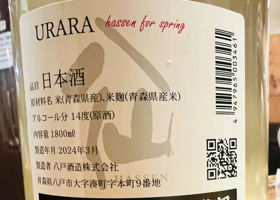 URARA hassen for spring
品目 日本酒
原材料名 米(青森県産)、米麹(青森県産米)
アルコール分 14度(原酒)
内容量 1800ml
製造年月 2024年3月
製造者 八戸酒造株式会社
青森県八戸市大字湊町字本町9番地
HASSEN
4947963003461